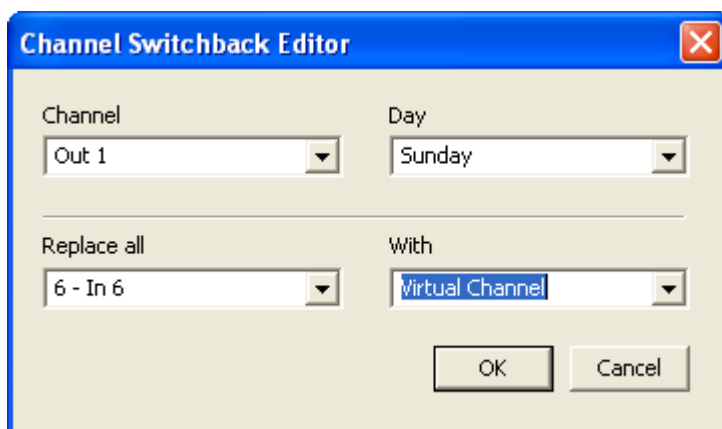 Channel Switchback Editor
Channel
Day
Out 1
Sunday
Replace all
With
6 - In 6
Virtual Channel
OK
Cancel